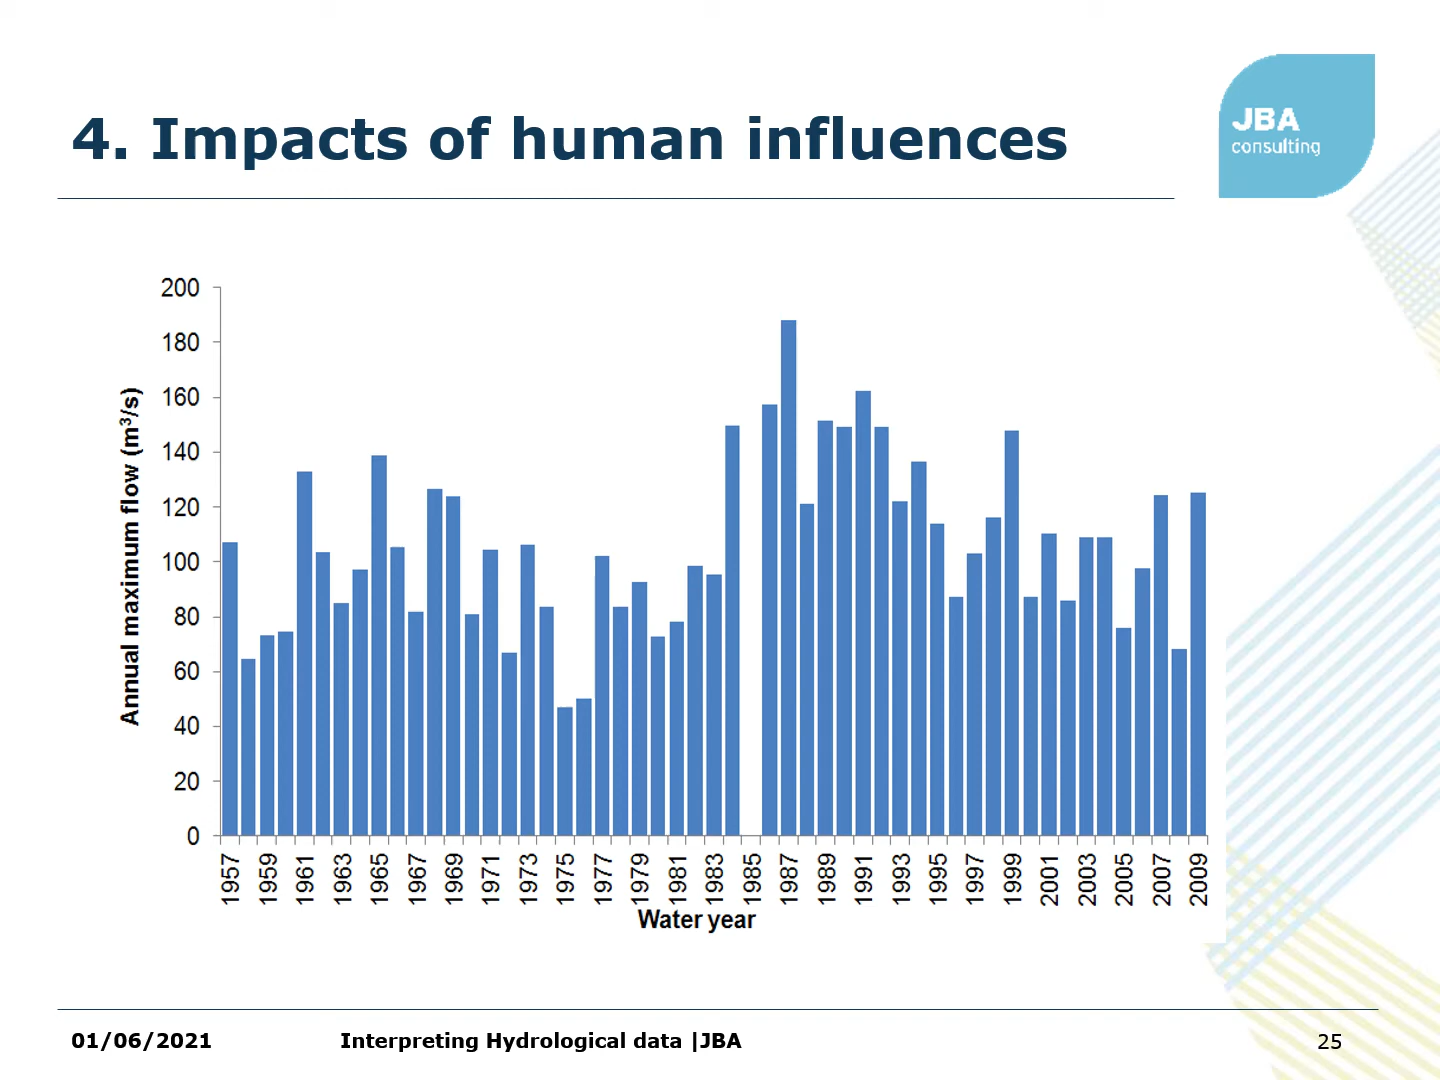 4. Impacts of human influences
JBA
consulting
200
180
160
140
120
100
80
60
40
20
0
Annual maximum flow (m³/s)
1957 1959 1961 1963 1965 1967 1969 1971 1973 1975 1977 1979 1981 1983 1985 1987 1989 1991 1993 1995 1997 1999 2001 2003 2005 2007 2009
Water year
01/06/2021 Interpreting Hydrological data |JBA 25